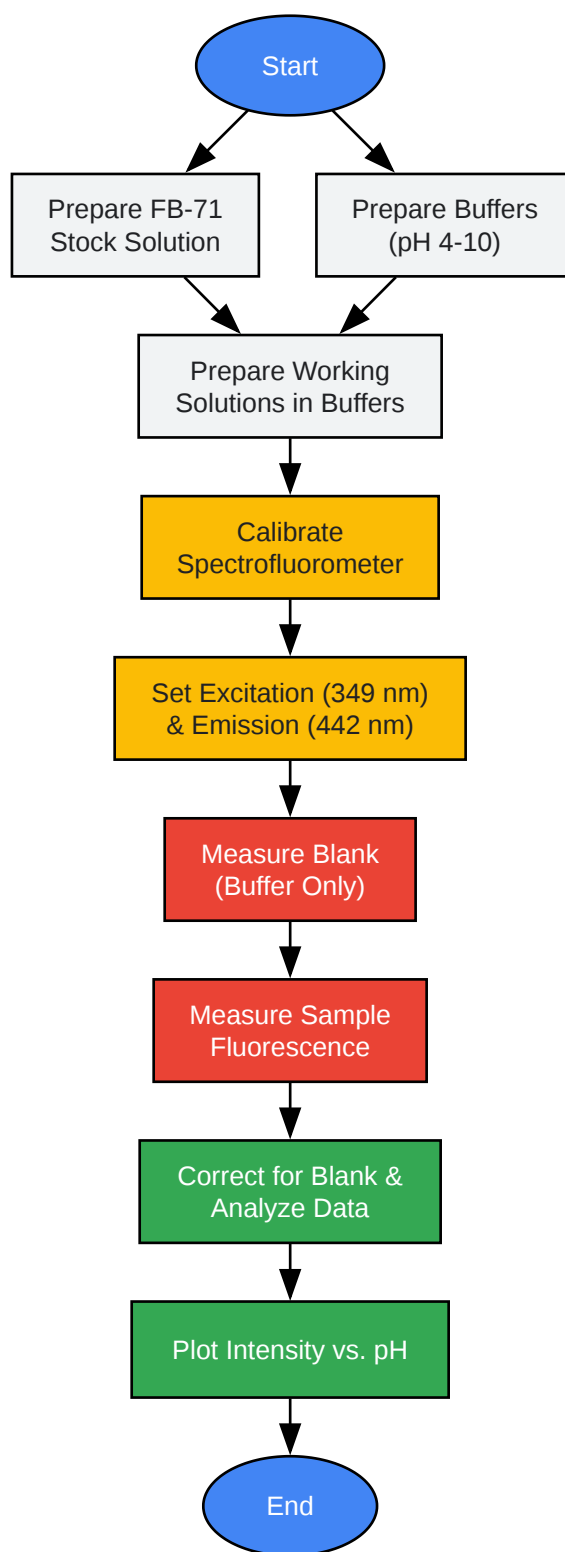 Start
Prepare FB-71
Stock Solution
Prepare Buffers
(pH 4-10)
Prepare Working
Solutions in Buffers
Calibrate
Spectrofluorometer
Set Excitation (349 nm)
& Emission (442 nm)
Measure Blank
(Buffer Only)
Measure Sample
Fluorescence
Correct for Blank &
Analyze Data
Plot Intensity vs. pH
End